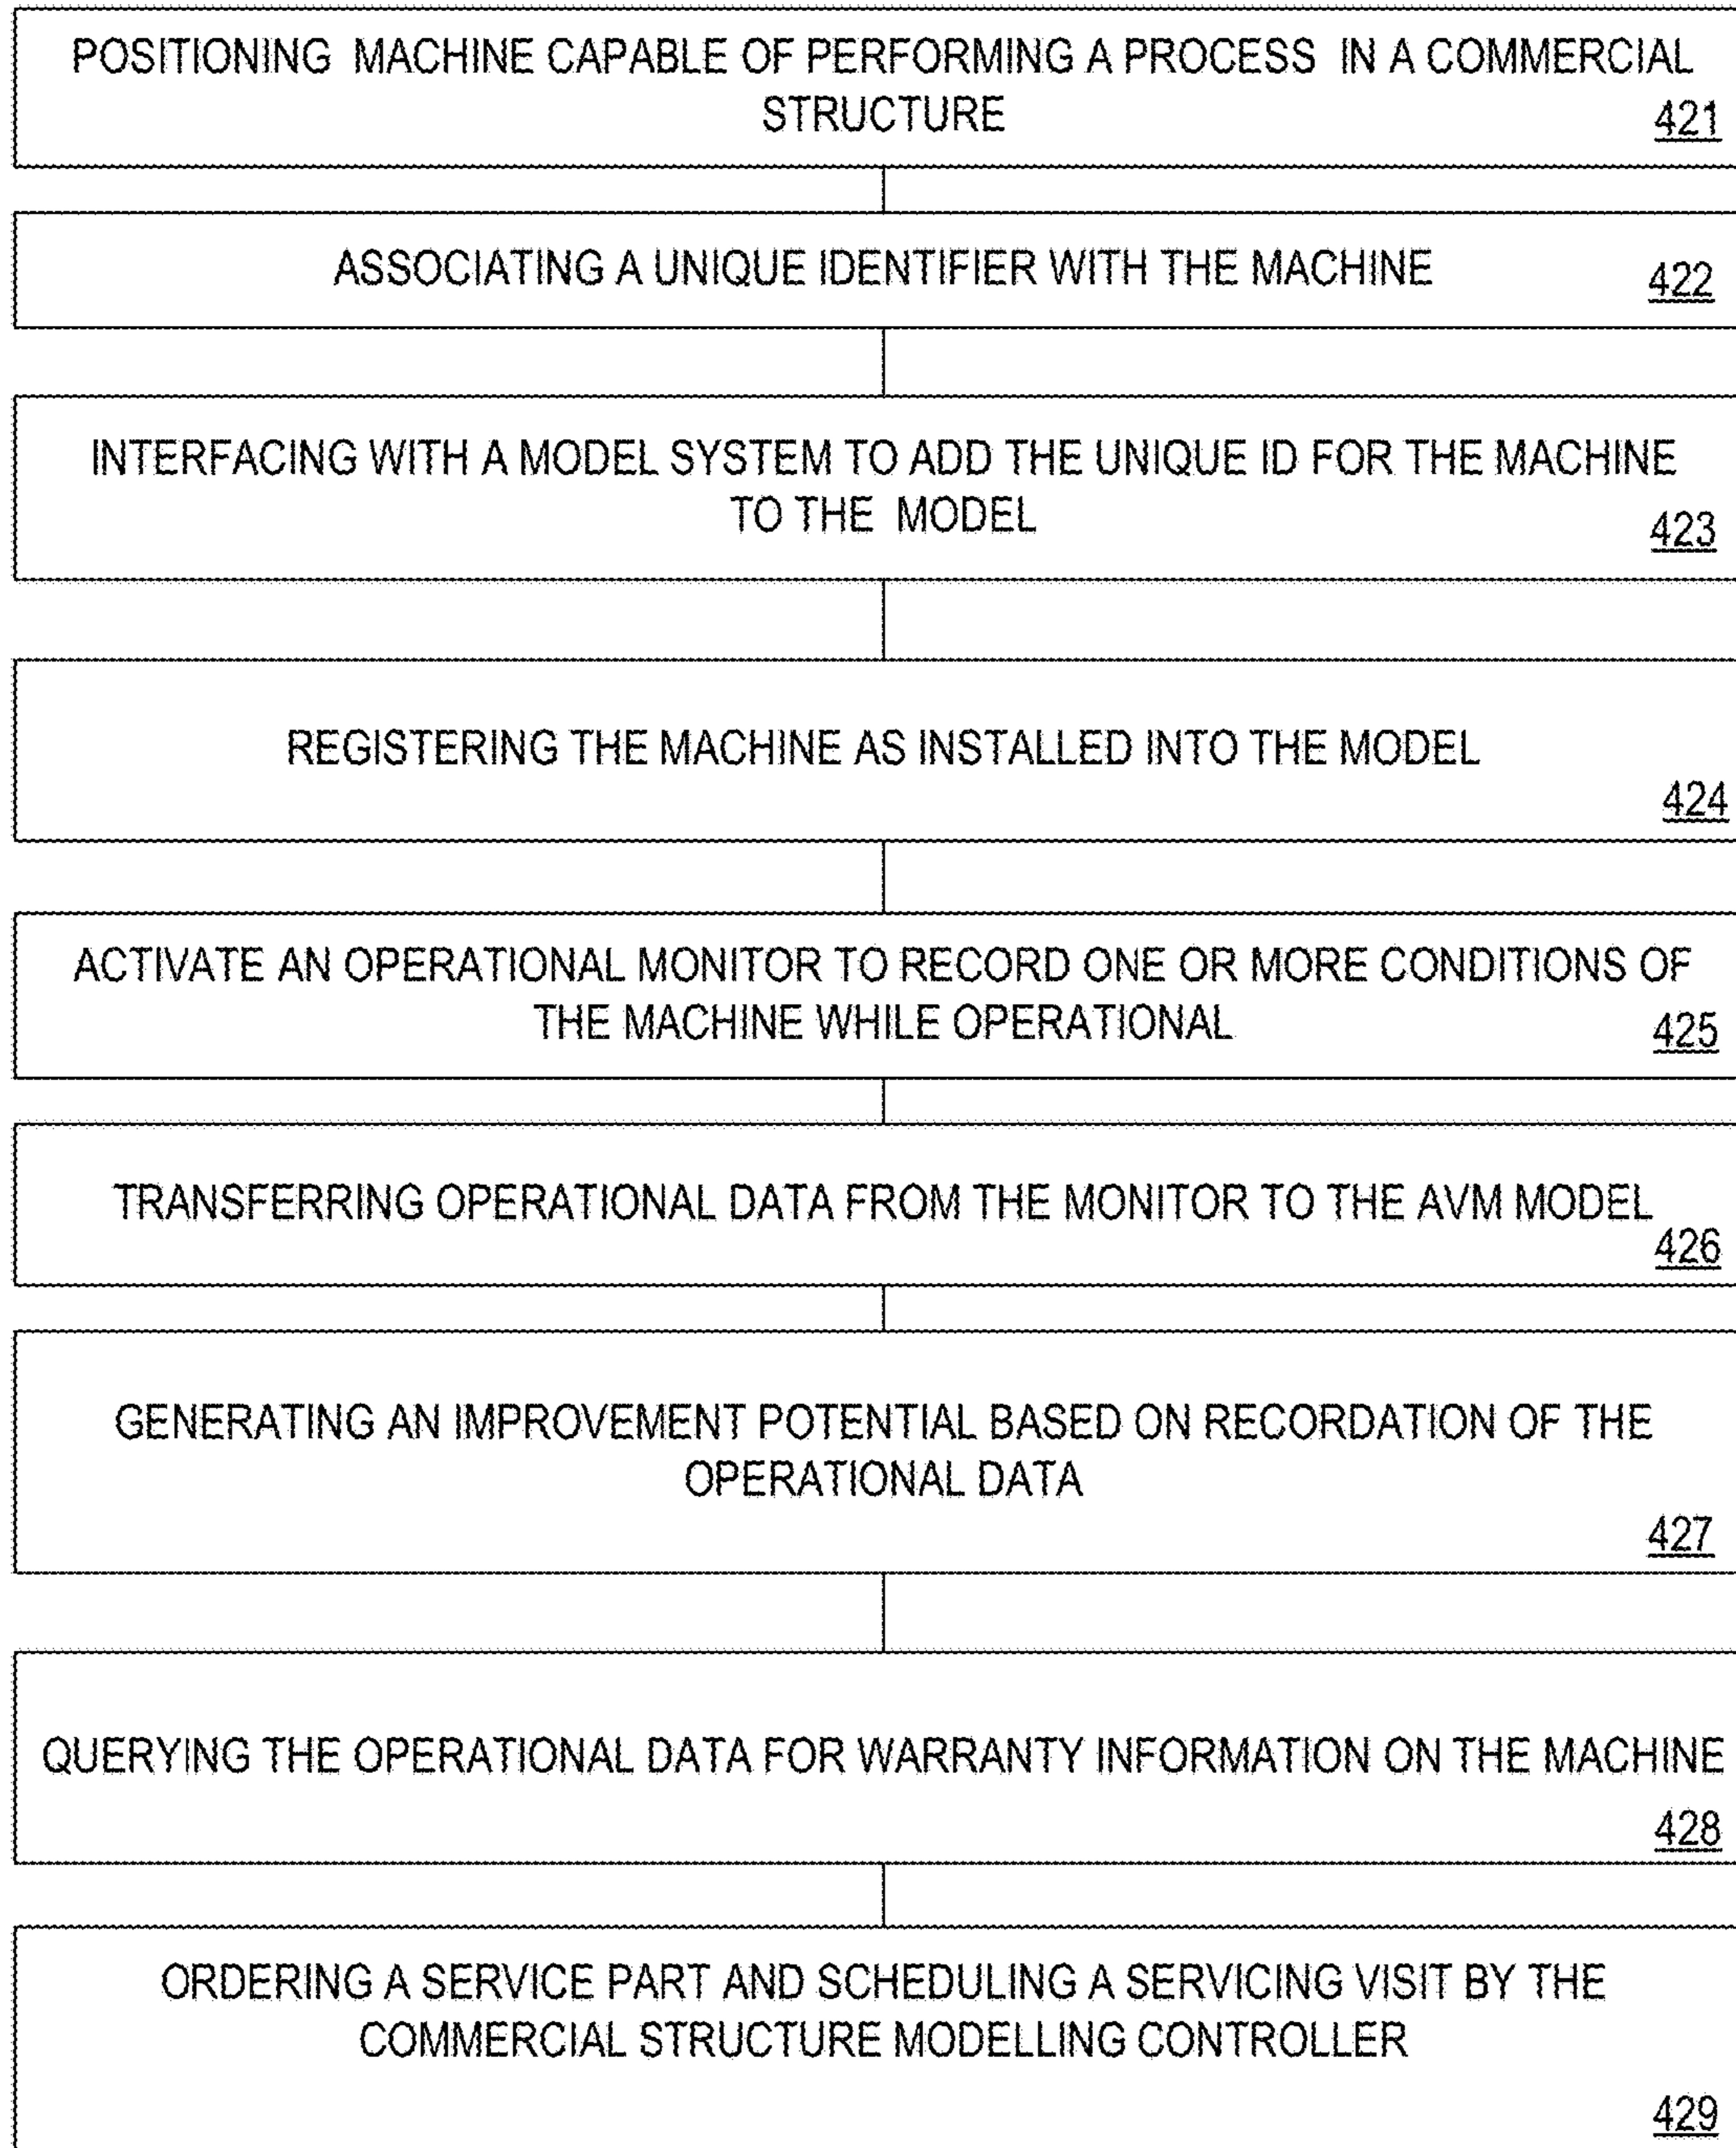 POSITIONING MACHINE CAPABLE OF PERFORMING A PROCESS IN A COMMERCIAL
STRUCTURE
421
ASSOCIATING A UNIQUE IDENTIFIER WITH THE MACHINE
422
INTERFACING WITH A MODEL SYSTEM TO ADD THE UNIQUE ID FOR THE MACHINE
TO THE MODEL
423
REGISTERING THE MACHINE AS INSTALLED INTO THE MODEL
424
ACTIVATE AN OPERATIONAL MONITOR TO RECORD ONE OR MORE CONDITIONS OF
THE MACHINE WHILE OPERATIONAL
425
TRANSFERRING OPERATIONAL DATA FROM THE MONITOR TO THE AVM MODEL
426
GENERATING AN IMPROVEMENT POTENTIAL BASED ON RECORDATION OF THE
OPERATIONAL DATA
427
QUERYING THE OPERATIONAL DATA FOR WARRANTY INFORMATION ON THE MACHINE
428
ORDERING A SERVICE PART AND SCHEDULING A SERVICING VISIT BY THE
COMMERCIAL STRUCTURE MODELLING CONTROLLER
429